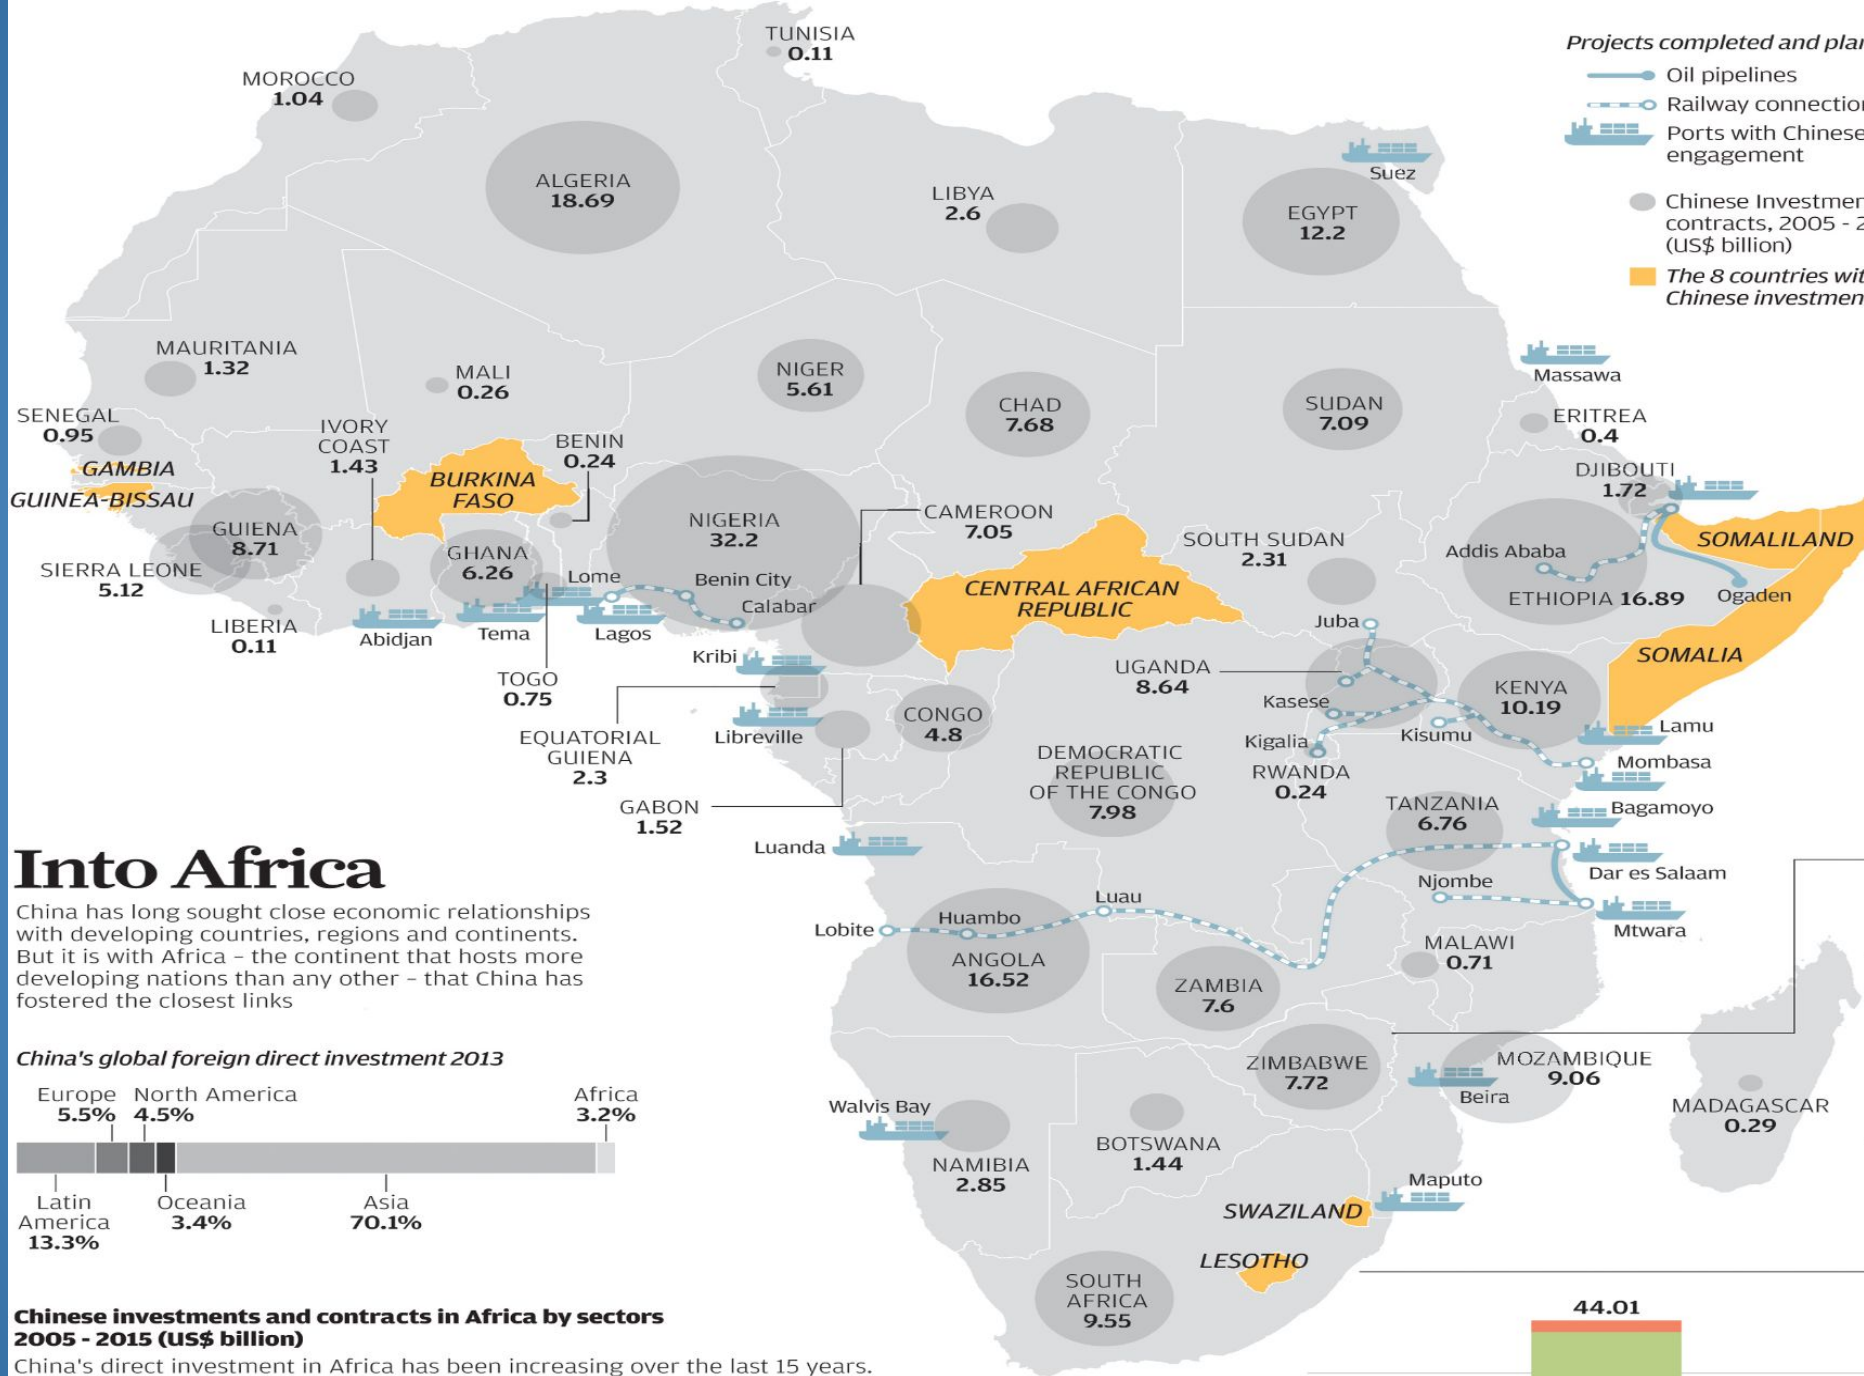 TUNISIA
0.11
MOROCCO
1.04
ALGERIA
18.69
LIBYA
2.6
EGYPT
12.2
Suez
Projects completed and plan
Oil pipelines
Railway connection
Ports with Chinese
engagement
Chinese Investmen
contracts, 2005 - 2
(US$ billion)
The 8 countries wit
Chinese investmen
MAURITANIA
1.32
MALI
0.26
NIGER
5.61
CHAD
7.68
SUDAN
7.09
Massawa
ERITREA
0.4
SENEGAL
0.95
GAMBIA
GUINEA-BISSAU
IVORY
COAST
1.43
BURKINA
FASO
BENIN
0.24
DJIBOUTI
1.72
GUIENA
8.71
SIERRA LEONE
5.12
GHANA
6.26
NIGERIA
32.2
CAMEROON
7.05
SOUTH SUDAN
2.31
Addis Ababa
SOMALILAND
ETHIOPIA 16.89
Ogaden
Lome
Benin City
Calabar
CENTRAL AFRICAN
REPUBLIC
LIBERIA
0.11
Abidjan
Tema
Lagos
Juba
SOMALIA
Kribi
TOGO
0.75
UGANDA
8.64
Kasese
KENYA
10.19
Libreville
EQUATORIAL
GUIENA
2.3
CONGO
4.8
Kigalia
Kisumu
Lamu
Mombasa
DEMOCRATIC
REPUBLIC
OF THE CONGO
7.98
RWANDA
0.24
GABON
1.52
TANZANIA
6.76
Bagamoyo
Luanda
Dar es Salaam
Into Africa
China has long sought close economic relationships
with developing countries, regions and continents.
But it is with Africa – the continent that hosts more
developing nations than any other – that China has
fostered the closest links
Luau
Njombe
Lobite
Huambo
Mtwara
ANGOLA
16.52
MALAWI
0.71
ZAMBIA
7.6
ZIMBABWE
7.72
MOZAMBIQUE
9.06
Beira
MADAGASCAR
0.29
China's global foreign direct investment 2013
Europe
5.5%
North America
4.5%
Africa
3.2%
Latin
America
13.3%
Oceania
3.4%
Asia
70.1%
Walvis Bay
NAMIBIA
2.85
BOTSWANA
1.44
Maputo
SWAZILAND
LESOTHO
SOUTH
AFRICA
9.55
44.01
Chinese investments and contracts in Africa by sectors
2005 - 2015 (US$ billion)
China's direct investment in Africa has been increasing over the last 15 years.